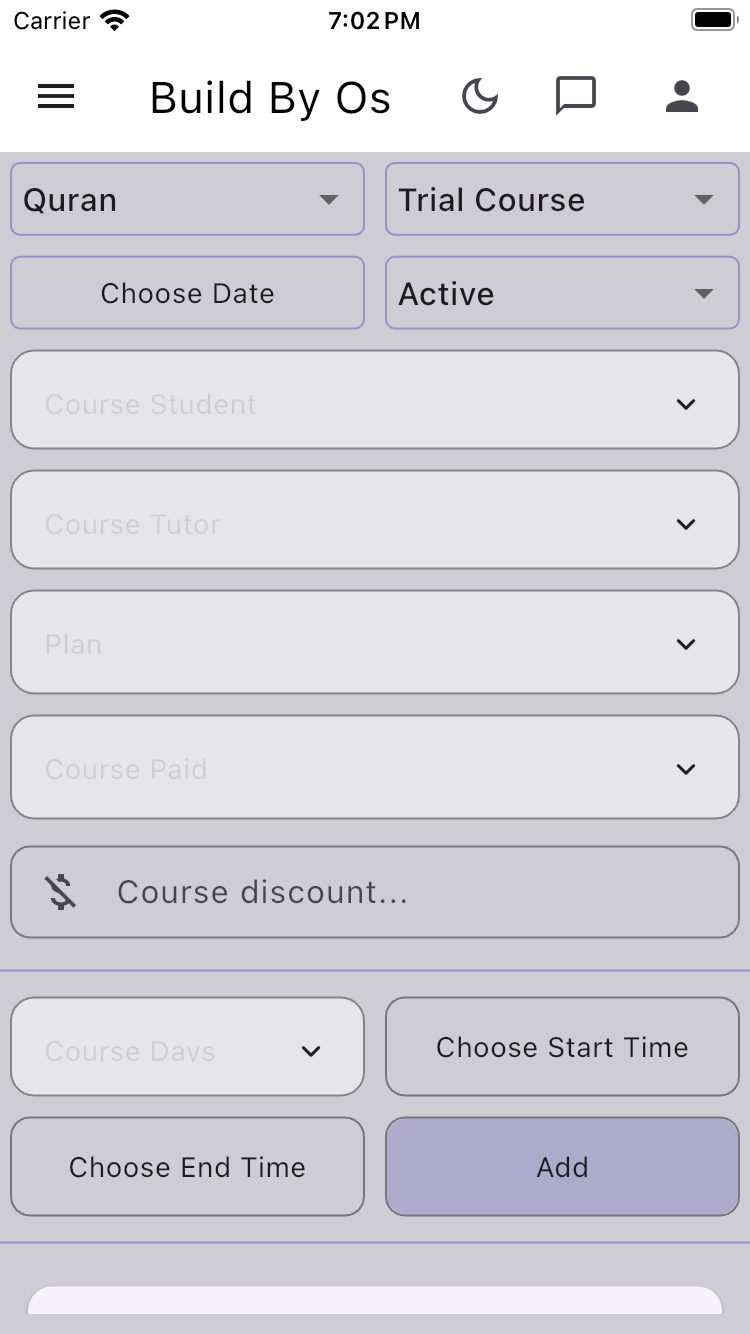 Carrier 7:02 PM
Build By Os
Quran Trial Course
Choose Date Active
Course Student
Course Tutor
Plan
Course Paid
Course discount...
Course Days Choose Start Time
Choose End Time Add